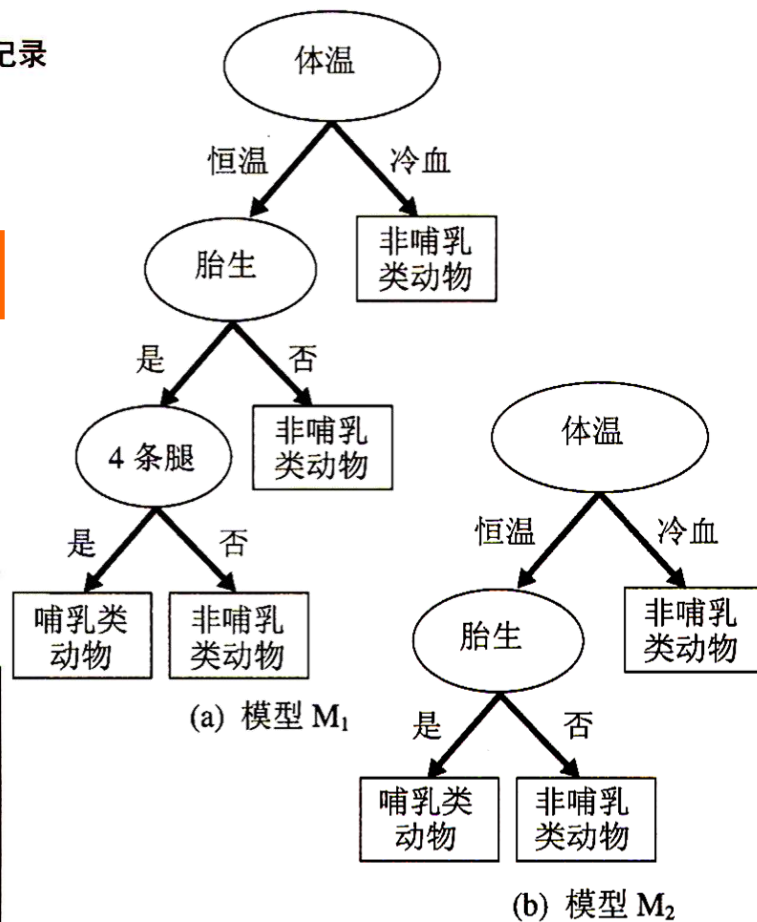 记录
体温
恒温
冷血
胎生
非哺乳
类动物
是
否
4 条腿
非哺乳
类动物
是
否
哺乳类
动物
非哺乳
类动物
(a) 模型 M₁
体温
恒温
冷血
胎生
非哺乳
类动物
是
否
哺乳类
动物
非哺乳
类动物
(b) 模型 M₂